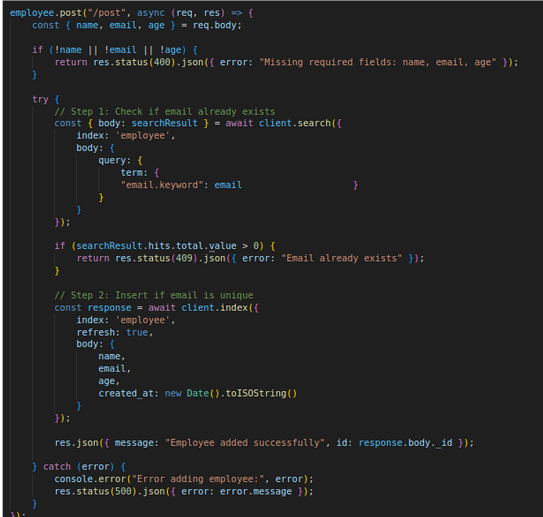 employee.post("/post", async (req, res) => {
    const { name, email, age } = req.body;

    if (!name || !email || !age) {
        return res.status(400).json({ error: "Missing required fields: name, email, age" });
    }

    try {
        // Step 1: Check if email already exists
        const { body: searchResult } = await client.search({
            index: 'employee',
            body: {
                query: {
                    term: {
                    "email.keyword": email                    }
                }
            }
        });

        if (searchResult.hits.total.value > 0) {
            return res.status(409).json({ error: "Email already exists" });
        }

        // Step 2: Insert if email is unique
        const response = await client.index({
            index: 'employee',
            refresh: true,
            body: {
                name,
                email,
                age,
                created_at: new Date().toISOString()
            }
        });

        res.json({ message: "Employee added successfully", id: response.body._id });

    } catch (error) {
        console.error("Error adding employee:", error);
        res.status(500).json({ error: error.message });
    }
});